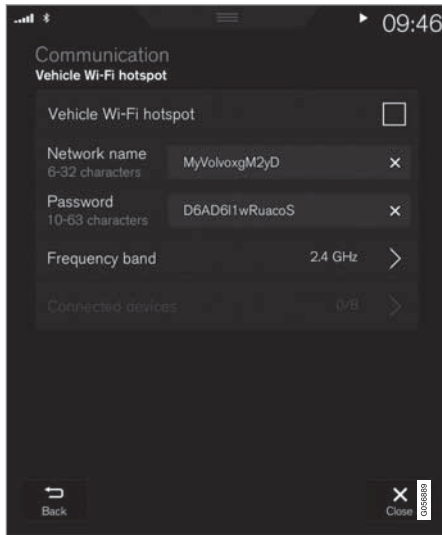 09:46
Communication
Vehicle Wi-Fi hotspot
Vehicle Wi-Fi hotspot
Network name
6-32 characters
MyVolvoxgM2yD
Password
10-63 characters
D6AD6l1wRuacoS
Frequency band
2.4 GHz
Connected devices
0/8
Back
Close
G056889